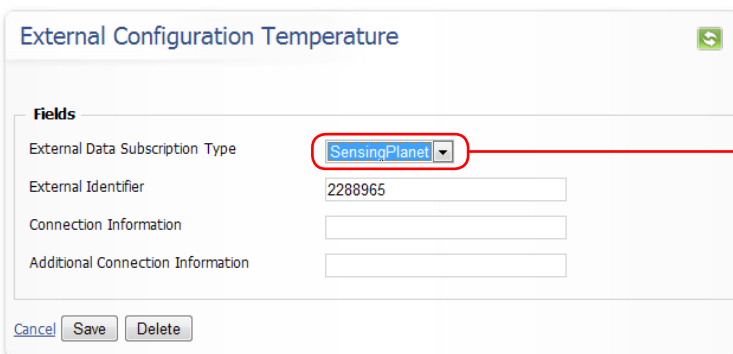 External Configuration Temperature
Fields
External Data Subscription Type SensingPlanet
External Identifier 2288965
Connection Information
Additional Connection Information
Cancel Save Delete